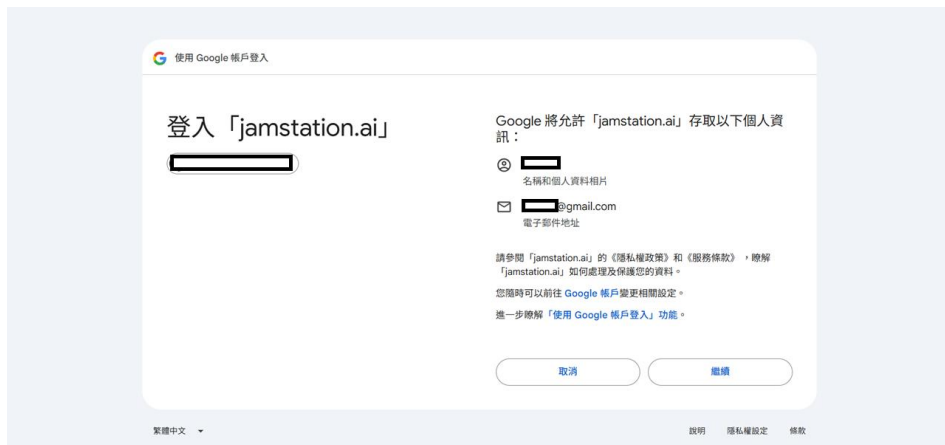 使用 Google 帳戶登入
登入「jamstation.ai」
Google 將允許「jamstation.ai」存取以下個人資
訊：
名稱和個人資料相片
@gmail.com
電子郵件地址
請參閱「jamstation.ai」的《隱私權政策》和《服務條款》，瞭解
「jamstation.ai」如何處理及保護您的資料。
您隨時可以前往 Google 帳戶變更相關設定。
進一步瞭解「使用 Google 帳戶登入」功能。
取消
繼續
繁體中文
說明 隱私權設定 條款